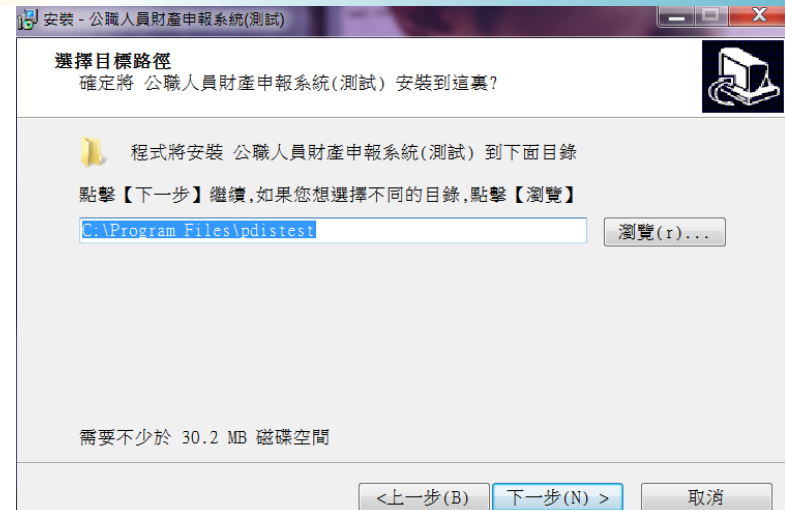 安裝 - 公職人員財產申報系統(測試)
選擇目標路徑
確定將 公職人員財產申報系統(測試) 安裝到這裏?
程式將安裝 公職人員財產申報系統(測試) 到下面目錄
點擊【下一步】繼續,如果您想選擇不同的目錄,點擊【瀏覽】
C:\Program Files\pdistest
瀏覽(r)...
需要不少於 30.2 MB 磁碟空間
<上一步(B)
下一步(N) >
取消